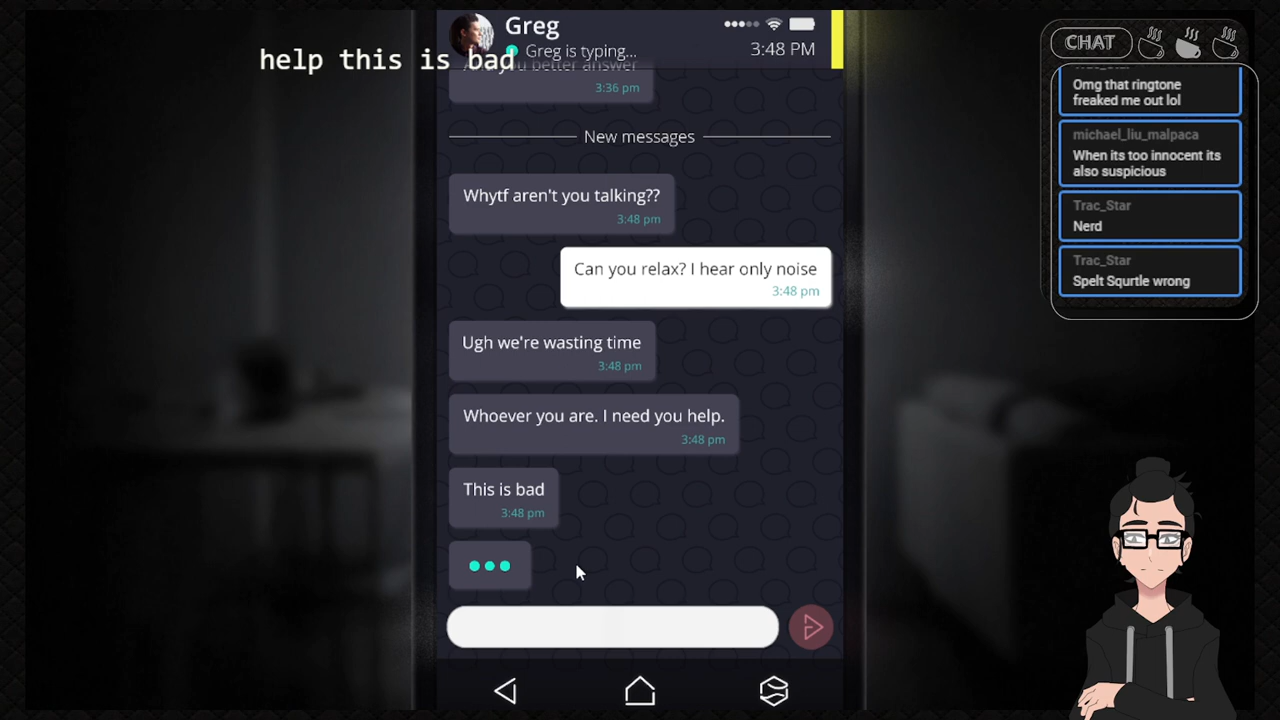 Greg
Greg is typing...
3:48 PM
help this is bad
you better answer
3:36 pm
New messages
Whytf aren't you talking??
3:48 pm
Can you relax? I hear only noise
3:48 pm
Ugh we're wasting time
3:48 pm
Whoever you are. I need you help.
3:48 pm
This is bad
3:48 pm
CHAT
Omg that ringtone
freaked me out lol
michael_liu_malpaca
When its too innocent its
also suspicious
Trac_Star
Nerd
Trac_Star
Spelt Squrtle wrong